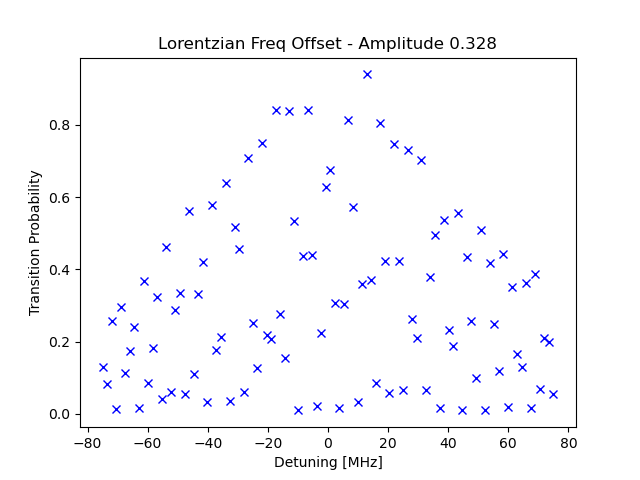 Lorentzian Freq Offset - Amplitude 0.328
Transition Probability
0.8
0.6
0.4
0.2
0.0
−80 −60 −40 −20 0 20 40 60 80
Detuning [MHz]